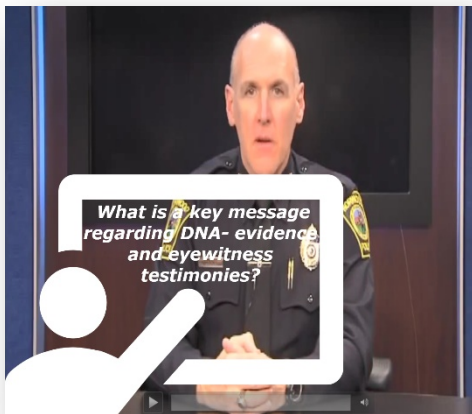 What is a key message
regarding DNA- evidence
and eyewitness
testimonies?